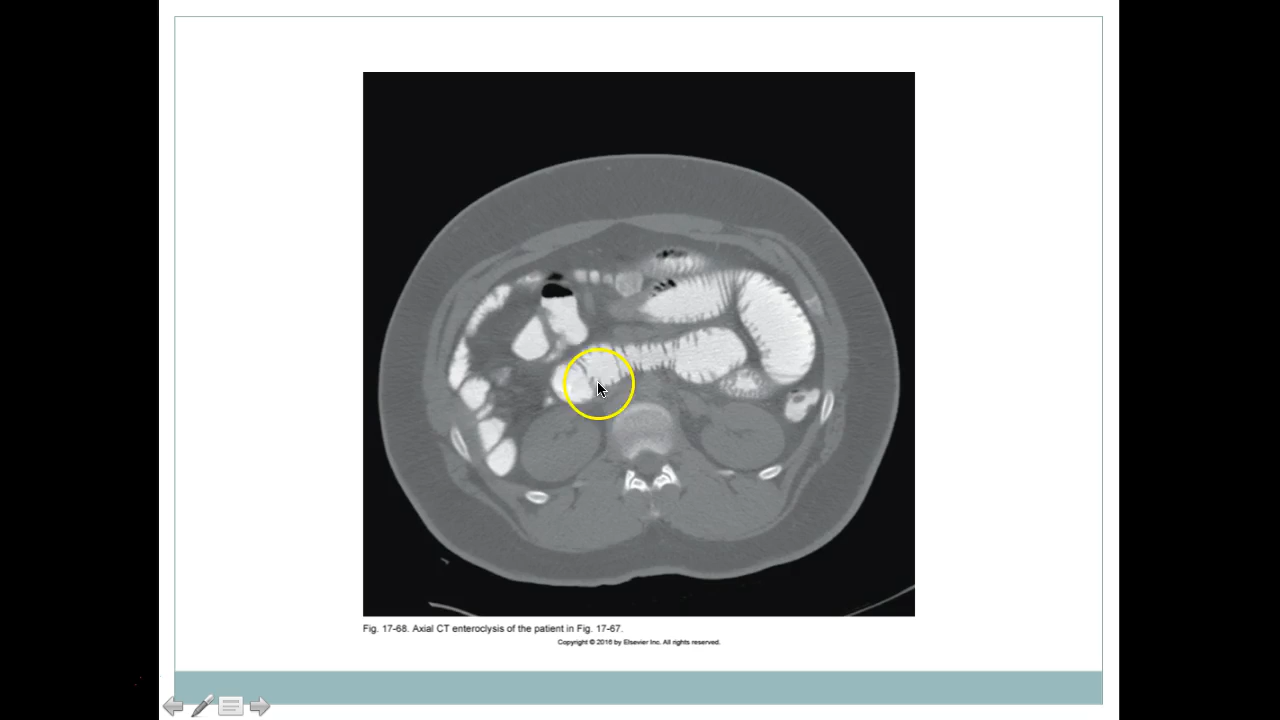 Fig. 17-68. Axial CT enteroclysis of the patient in Fig. 17-67.
Copyright © 2016 by Elsevier Inc. All rights reserved.